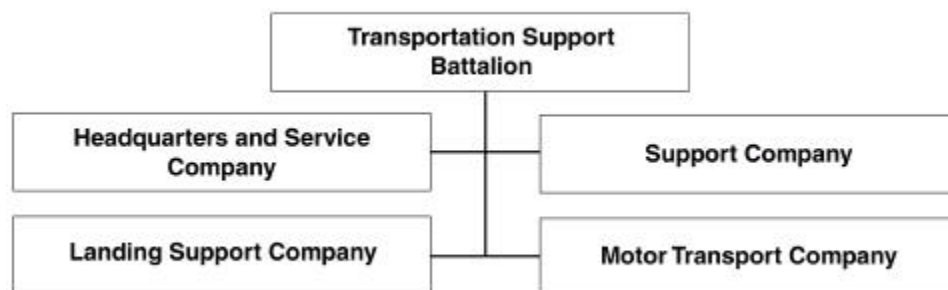 Transportation Support
Battalion
Headquarters and Service
Company
Support Company
Landing Support Company
Motor Transport Company